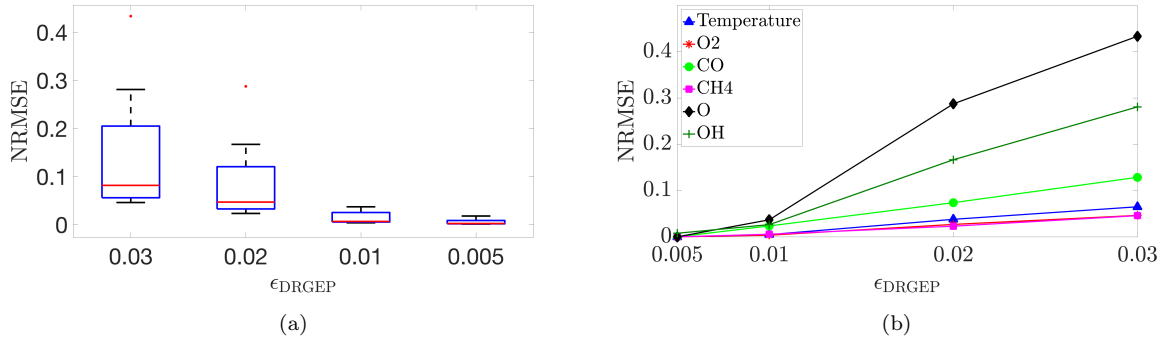 NRMSE
0.4
0.3
0.2
0.1
0
0.03 0.02 0.01 0.005
ϵDRGEP
(a)
NRMSE
0.4
0.3
0.2
0.1
0
Temperature
O2
CO
CH4
O
OH
0.005 0.01 0.02 0.03
ϵDRGEP
(b)